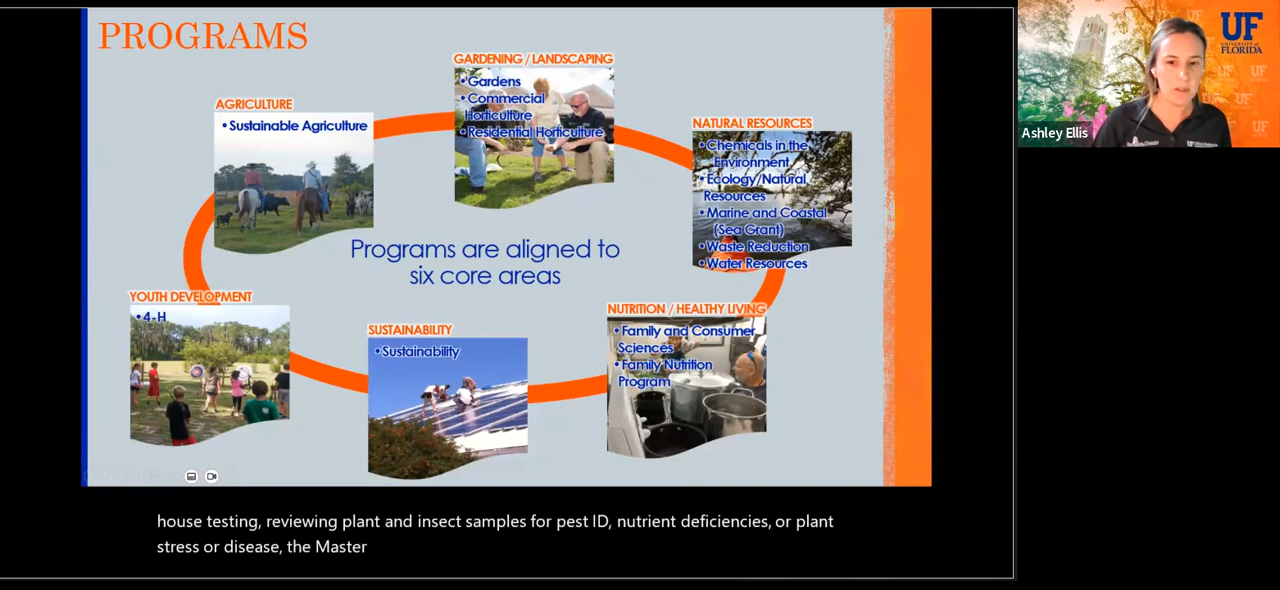 PROGRAMS
GARDENING / LANDSCAPING
•Gardens
•Commercial
Horticulture
•Residential Horticulture
AGRICULTURE
•Sustainable Agriculture
NATURAL RESOURCES
•Chemicals in the
Environment
•Ecology/Natural
Resources
•Marine and Coastal
(Sea Grant)
•Waste Reduction
•Water Resources
Programs are aligned to
six core areas
YOUTH DEVELOPMENT
•4-H
SUSTAINABILITY
•Sustainability
NUTRITION / HEALTHY LIVING
•Family and Consumer
Sciences
•Family Nutrition
Program
house testing, reviewing plant and insect samples for pest ID, nutrient deficiencies, or plant
stress or disease, the Master
UF
UNIVERSITY of
FLORIDA
UF
UF
UF
Ashley Ellis